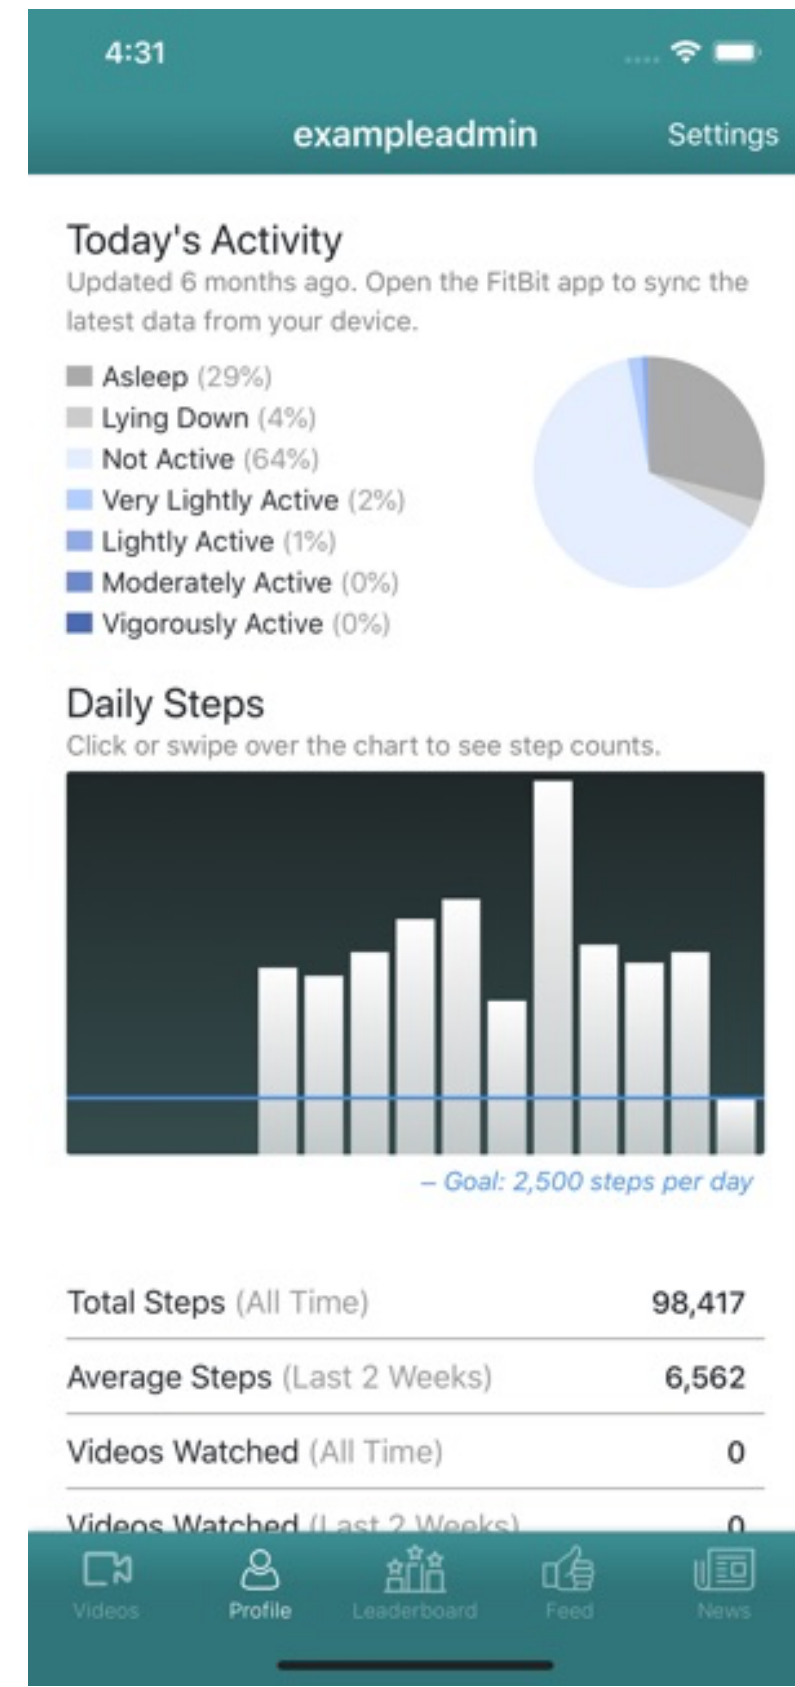 4:31
exampleadmin
Settings
Today's Activity
Updated 6 months ago. Open the FitBit app to sync the
latest data from your device.
Asleep (29%)
Lying Down (4%)
Not Active (64%)
Very Lightly Active (2%)
Lightly Active (1%)
Moderately Active (0%)
Vigorously Active (0%)
Daily Steps
Click or swipe over the chart to see step counts.
– Goal: 2,500 steps per day
Total Steps (All Time) 98,417
Average Steps (Last 2 Weeks) 6,562
Videos Watched (All Time) 0
Videos Watched (Last 2 Weeks) 0
Videos Profile Leaderboard Feed News